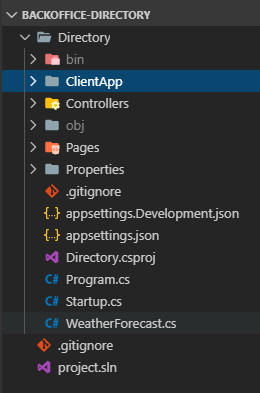 BACKOFFICE-DIRECTORY
Directory
bin
ClientApp
Controllers
obj
Pages
Properties
.gitignore
{..} appsettings.Development.json
{..} appsettings.json
Directory.csproj
C# Program.cs
C# Startup.cs
C# WeatherForecast.cs
.gitignore
project.sln